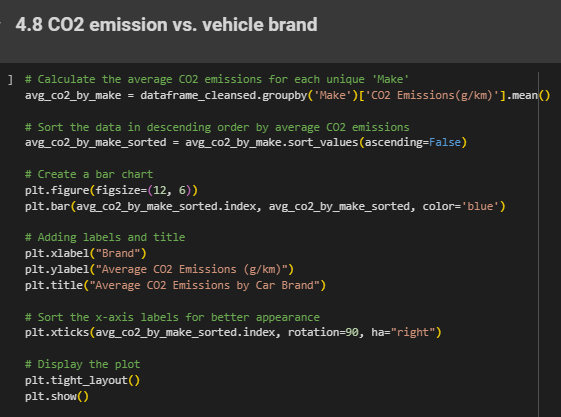 4.8 CO2 emission vs. vehicle brand
] # Calculate the average CO2 emissions for each unique 'Make'
avg_co2_by_make = dataframe_cleansed.groupby('Make')['CO2 Emissions(g/km)'].mean()
# Sort the data in descending order by average CO2 emissions
avg_co2_by_make_sorted = avg_co2_by_make.sort_values(ascending=False)
# Create a bar chart
plt.figure(figsize=(12, 6))
plt.bar(avg_co2_by_make_sorted.index, avg_co2_by_make_sorted, color='blue')
# Adding labels and title
plt.xlabel("Brand")
plt.ylabel("Average CO2 Emissions (g/km)")
plt.title("Average CO2 Emissions by Car Brand")
# Sort the x-axis labels for better appearance
plt.xticks(avg_co2_by_make_sorted.index, rotation=90, ha="right")
# Display the plot
plt.tight_layout()
plt.show()